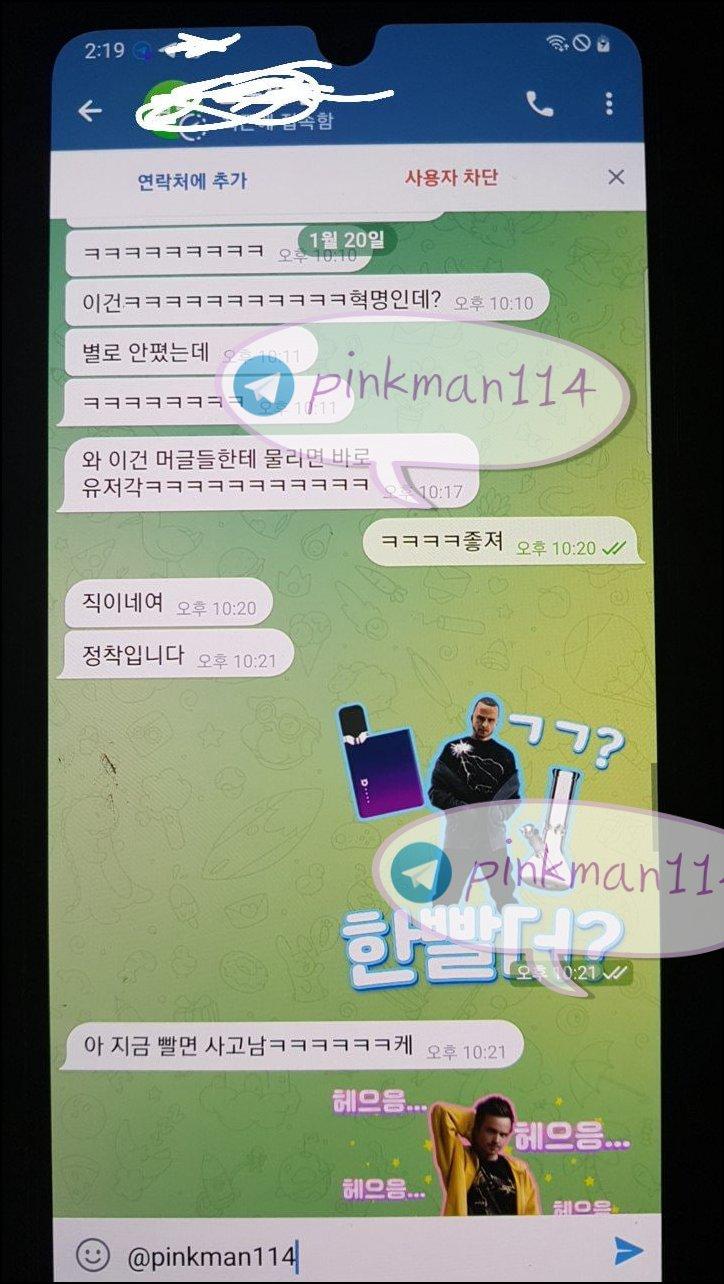 2:19
연락처에 추가
사용자 차단
1월 20일
ㅋㅋㅋㅋㅋㅋㅋㅋㅋ 오후 10:10
이건ㅋㅋㅋㅋㅋㅋㅋㅋㅋㅋㅋㅋ혁명인데? 오후 10:10
별로 안폈는데 오후 10:11
ㅋㅋㅋㅋㅋㅋㅋㅋ 오후 10:11
pinkman114
와 이건 머글들한테 물리면 바로
유저각ㅋㅋㅋㅋㅋㅋㅋㅋㅋㅋㅋ 오후 10:17
ㅋㅋㅋㅋ좋져 오후 10:20
직이네여 오후 10:20
정착입니다 오후 10:21
ㄱㄱ?
pinkman114
한빨더?
오후 10:21
아 지금 빨면 사고남ㅋㅋㅋㅋㅋㅋ케 오후 10:21
헤으응...
헤으응...
헤으응...
헤으응
@pinkman114